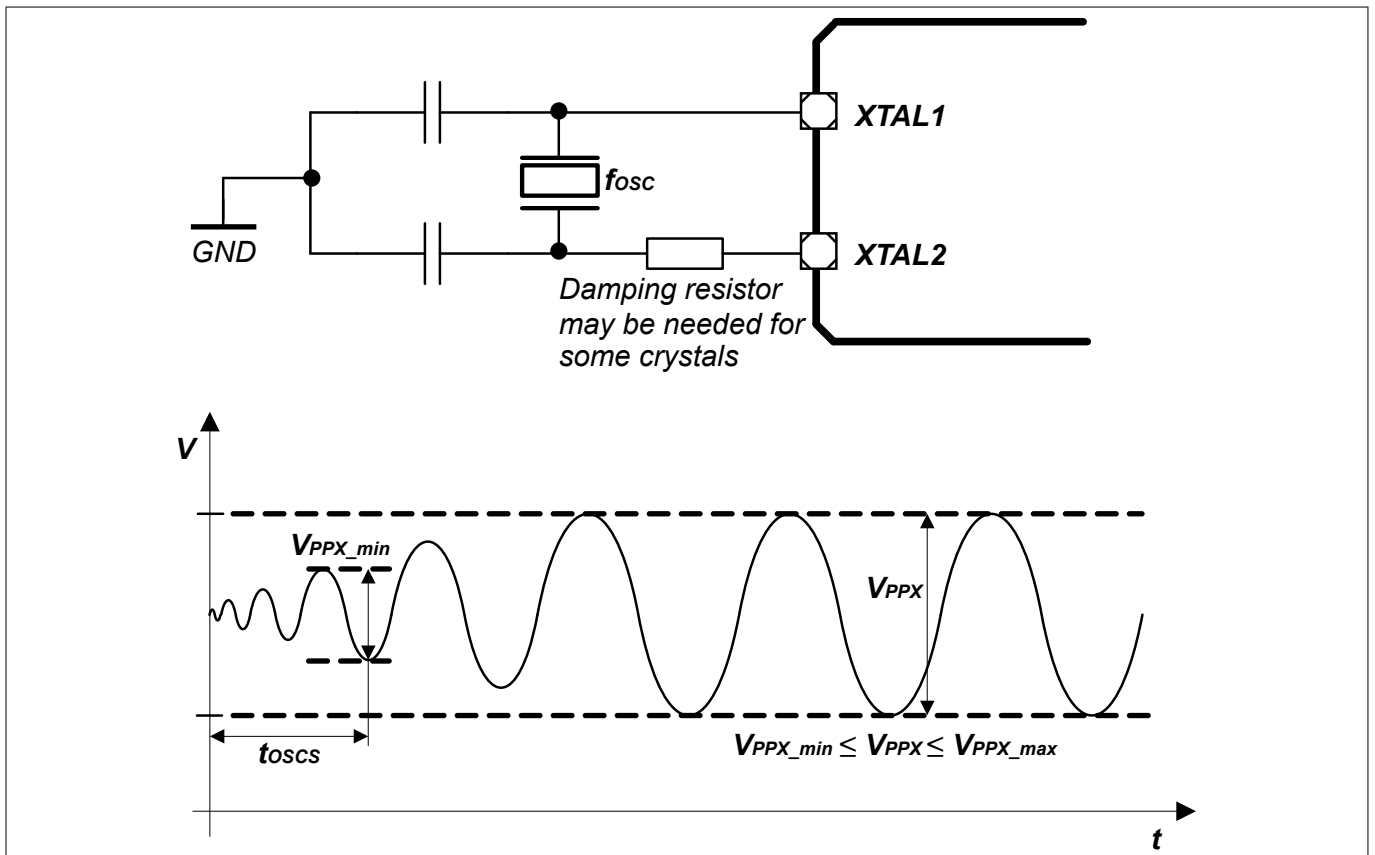 XTAL1
fosc
GND
XTAL2
Damping resistor
may be needed for
some crystals
V
VPPX_min
VPPX
toscs
VPPX_min ≤ VPPX ≤ VPPX_max
t